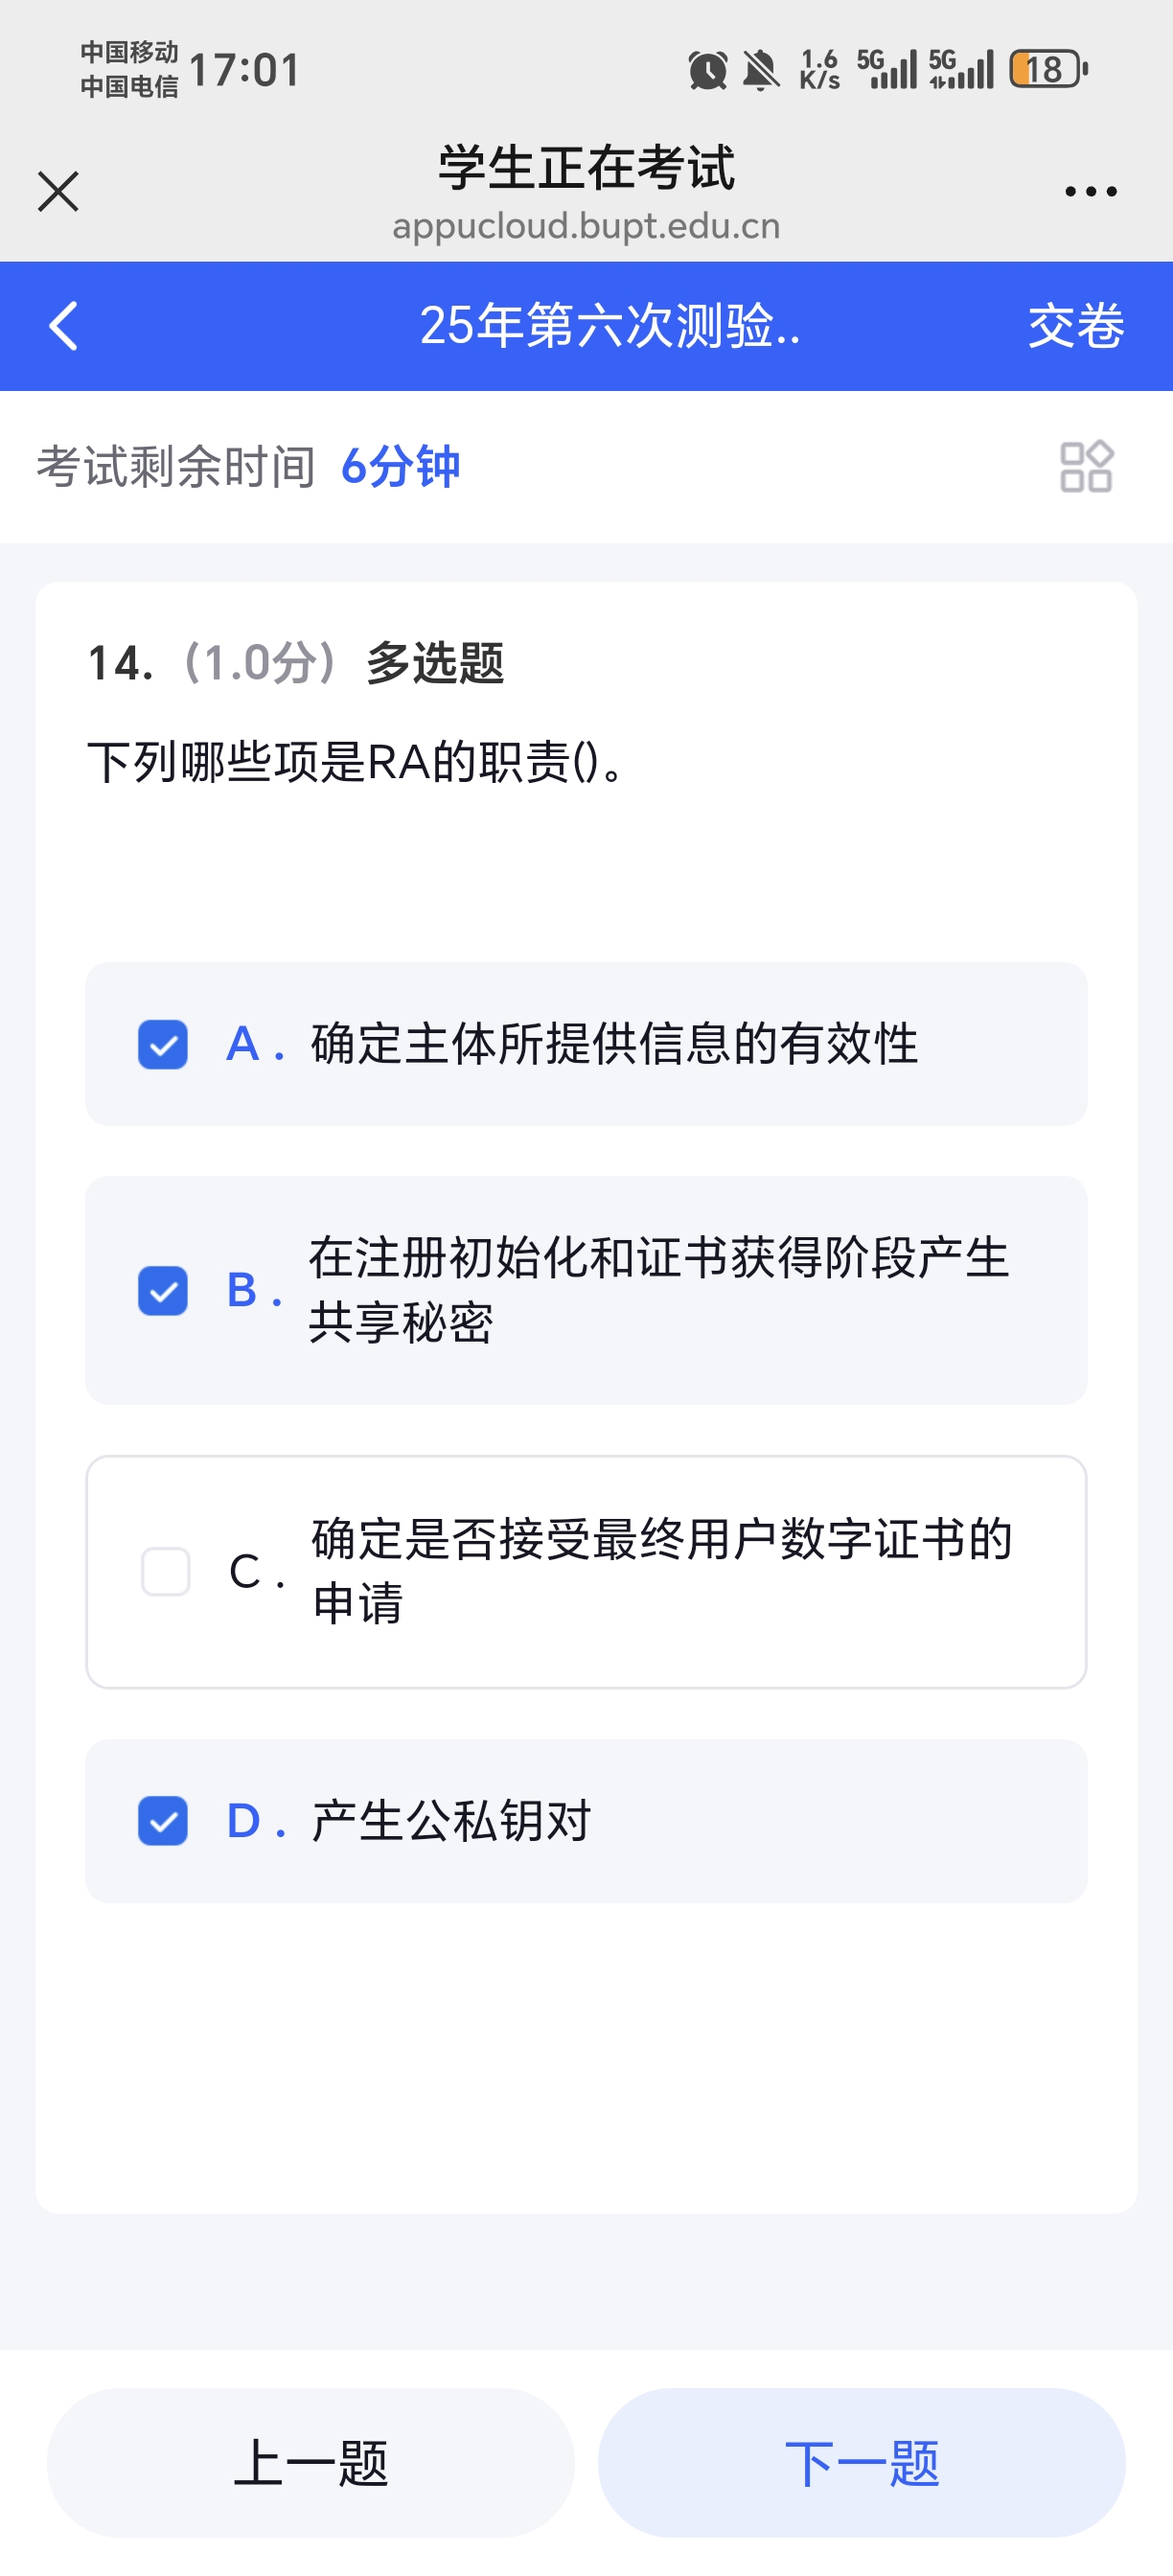 中国移动
中国电信
17:01
1.6
K/s
5G
5G
18
学生正在考试
appucloud.bupt.edu.cn
25年第六次测验..
交卷
考试剩余时间 6分钟
14. (1.0分) 多选题
下列哪些项是RA的职责()。
A. 确定主体所提供信息的有效性
B. 在注册初始化和证书获得阶段产生
共享秘密
C. 确定是否接受最终用户数字证书的
申请
D. 产生公私钥对
上一题
下一题